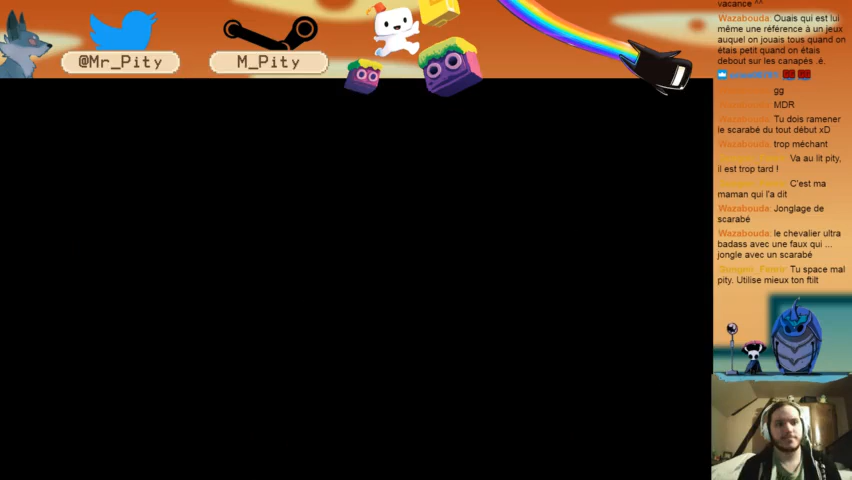 @Mr_Pity
M_Pity
vacance ^^
Wazabouda: Ouais qui est lui
même une référence à un jeux
auquel on jouais tous quand on
étais petit quand on étais
debout sur les canapés .é.
gg
MDR
Wazabouda: Tu dois ramener
le scarabé du tout début xD
Wazabouda: trop méchant
Va au lit pity,
il est trop tard !
C'est ma
maman qui l'a dit
Wazabouda: Jonglage de
scarabé
Wazabouda: le chevalier ultra
badass avec une faux qui ...
jongle avec un scarabé
Tu space mal
pity. Utilise mieux ton ftilt